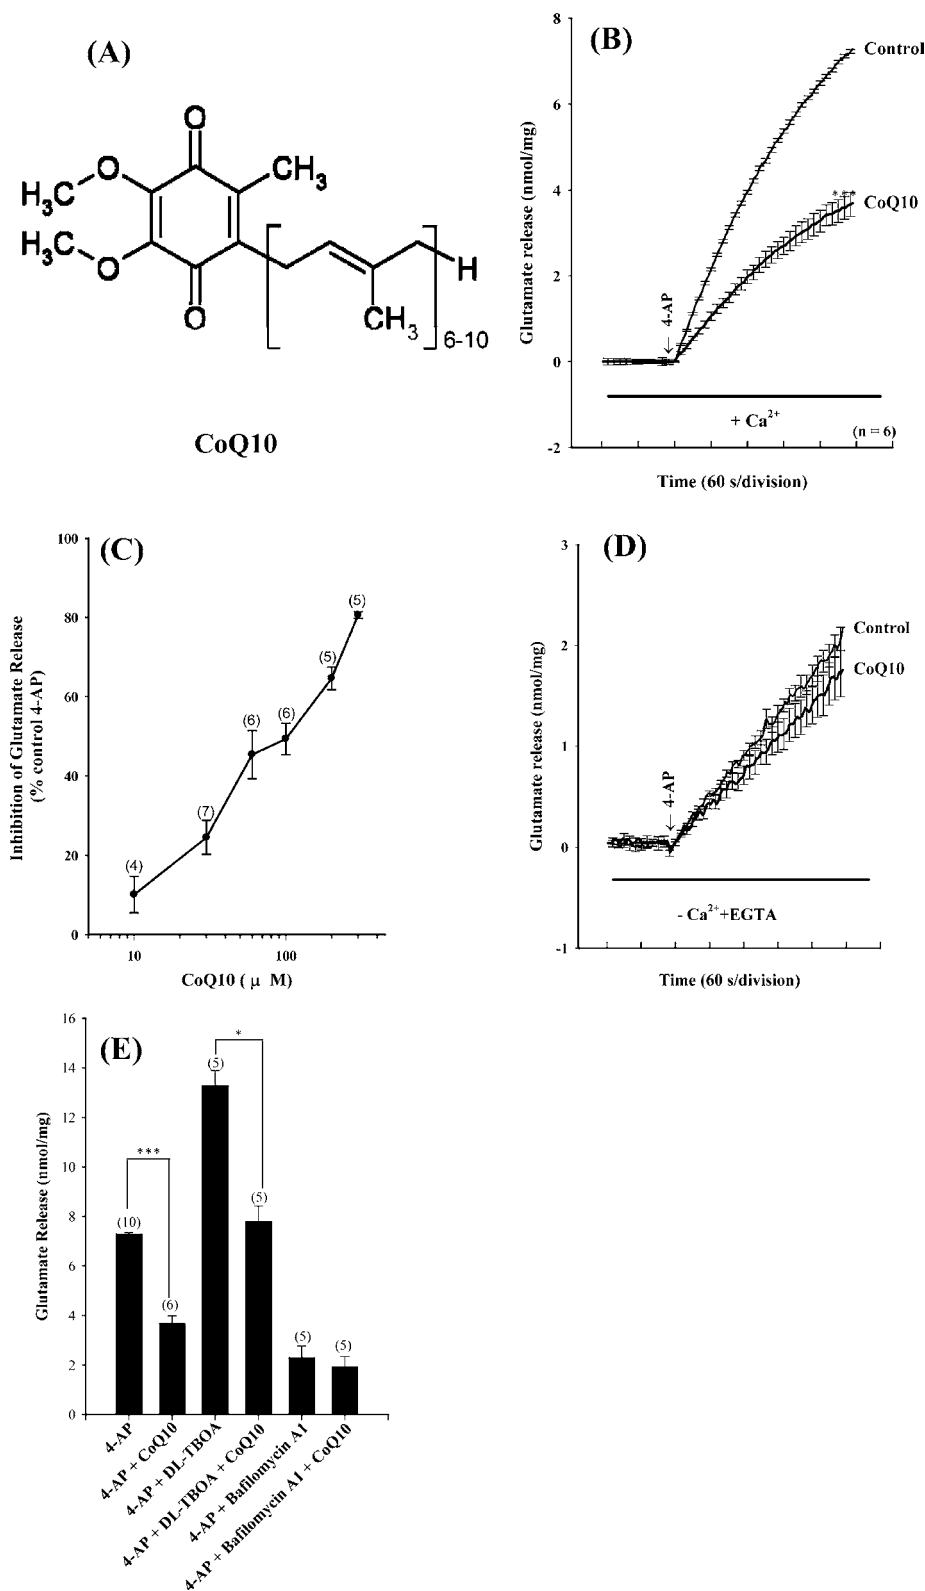 (A)
O
O
H₃C
CH₃
H₃C
O
O
CH₃
6-10
H
CoQ10
(B)
8
6
4
2
0
-2
Glutamate release (nmol/mg)
Control
***
CoQ10
4-AP
+ Ca²⁺
(n = 6)
Time (60 s/division)
(C)
100
80
60
40
20
0
Inhibition of Glutamate Release
(% control 4-AP)
(4)
(7)
(6)
(6)
(5)
(5)
10
100
CoQ10 ( μ M)
(D)
3
2
1
0
-1
Glutamate release (nmol/mg)
Control
CoQ10
4-AP
- Ca²⁺+EGTA
Time (60 s/division)
(E)
16
14
12
10
8
6
4
2
0
Glutamate Release (nmol/mg)
***
*
(10)
(6)
(5)
(5)
(5)
(5)
4-AP
4-AP + CoQ10
4-AP + DL-TBOA
4-AP + DL-TBOA + CoQ10
4-AP + Bafilomycin A1
4-AP + Bafilomycin A1 + CoQ10